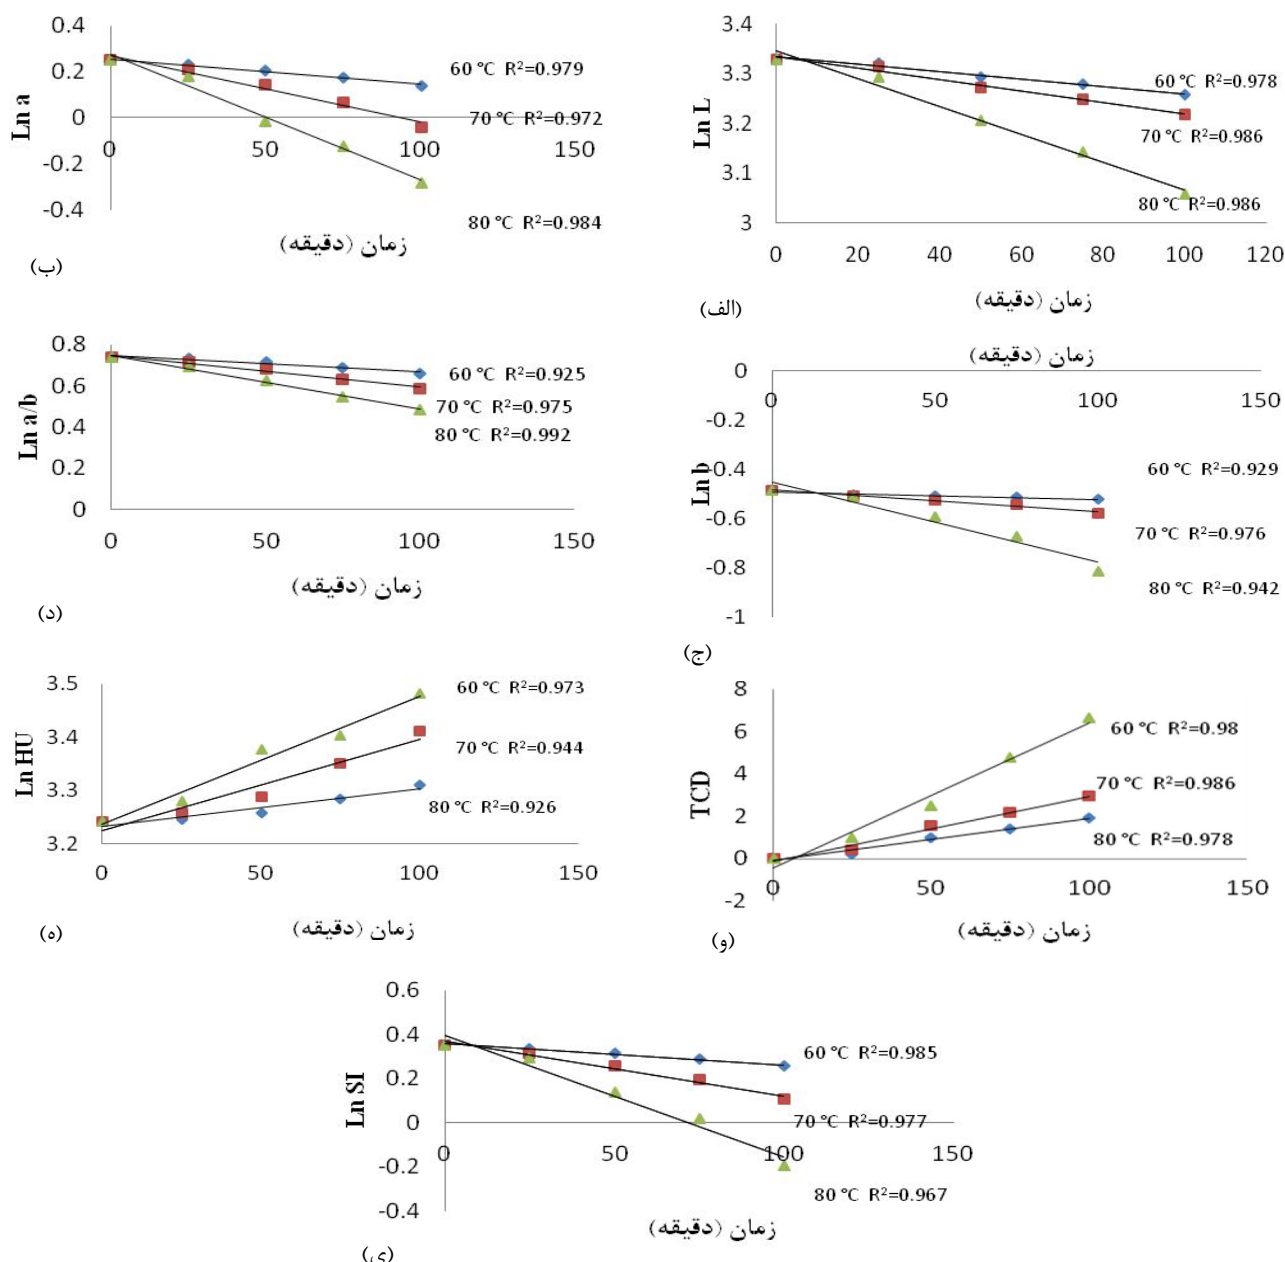 0.4
0.2
0
-0.2
-0.4
Ln a
0
50
100
150
60 °C R²=0.979
70 °C R²=0.972
80 °C R²=0.984
زمان (دقیقه)
(ب)
3.4
3.3
3.2
3.1
3
Ln L
0
20
40
60
80
100
120
60 °C R²=0.978
70 °C R²=0.986
80 °C R²=0.986
زمان (دقیقه)
(الف)
0.8
0.6
0.4
0.2
0
Ln a/b
0
50
100
150
60 °C R²=0.925
70 °C R²=0.975
80 °C R²=0.992
زمان (دقیقه)
(د)
زمان (دقیقه)
0
-0.4
-0.6
-0.8
-1
Ln b
0
50
100
150
60 °C R²=0.929
70 °C R²=0.976
80 °C R²=0.942
(ج)
3.5
3.4
3.3
3.2
Ln HU
0
50
100
150
60 °C R²=0.973
70 °C R²=0.944
80 °C R²=0.926
زمان (دقیقه)
(ه)
8
6
4
2
0
-2
TCD
0
50
100
150
60 °C R²=0.98
70 °C R²=0.986
80 °C R²=0.978
زمان (دقیقه)
(و)
0.6
0.4
0.2
0
-0.2
-0.4
Ln SI
0
50
100
150
60 °C R²=0.985
70 °C R²=0.977
80 °C R²=0.967
زمان (دقیقه)
(ی)